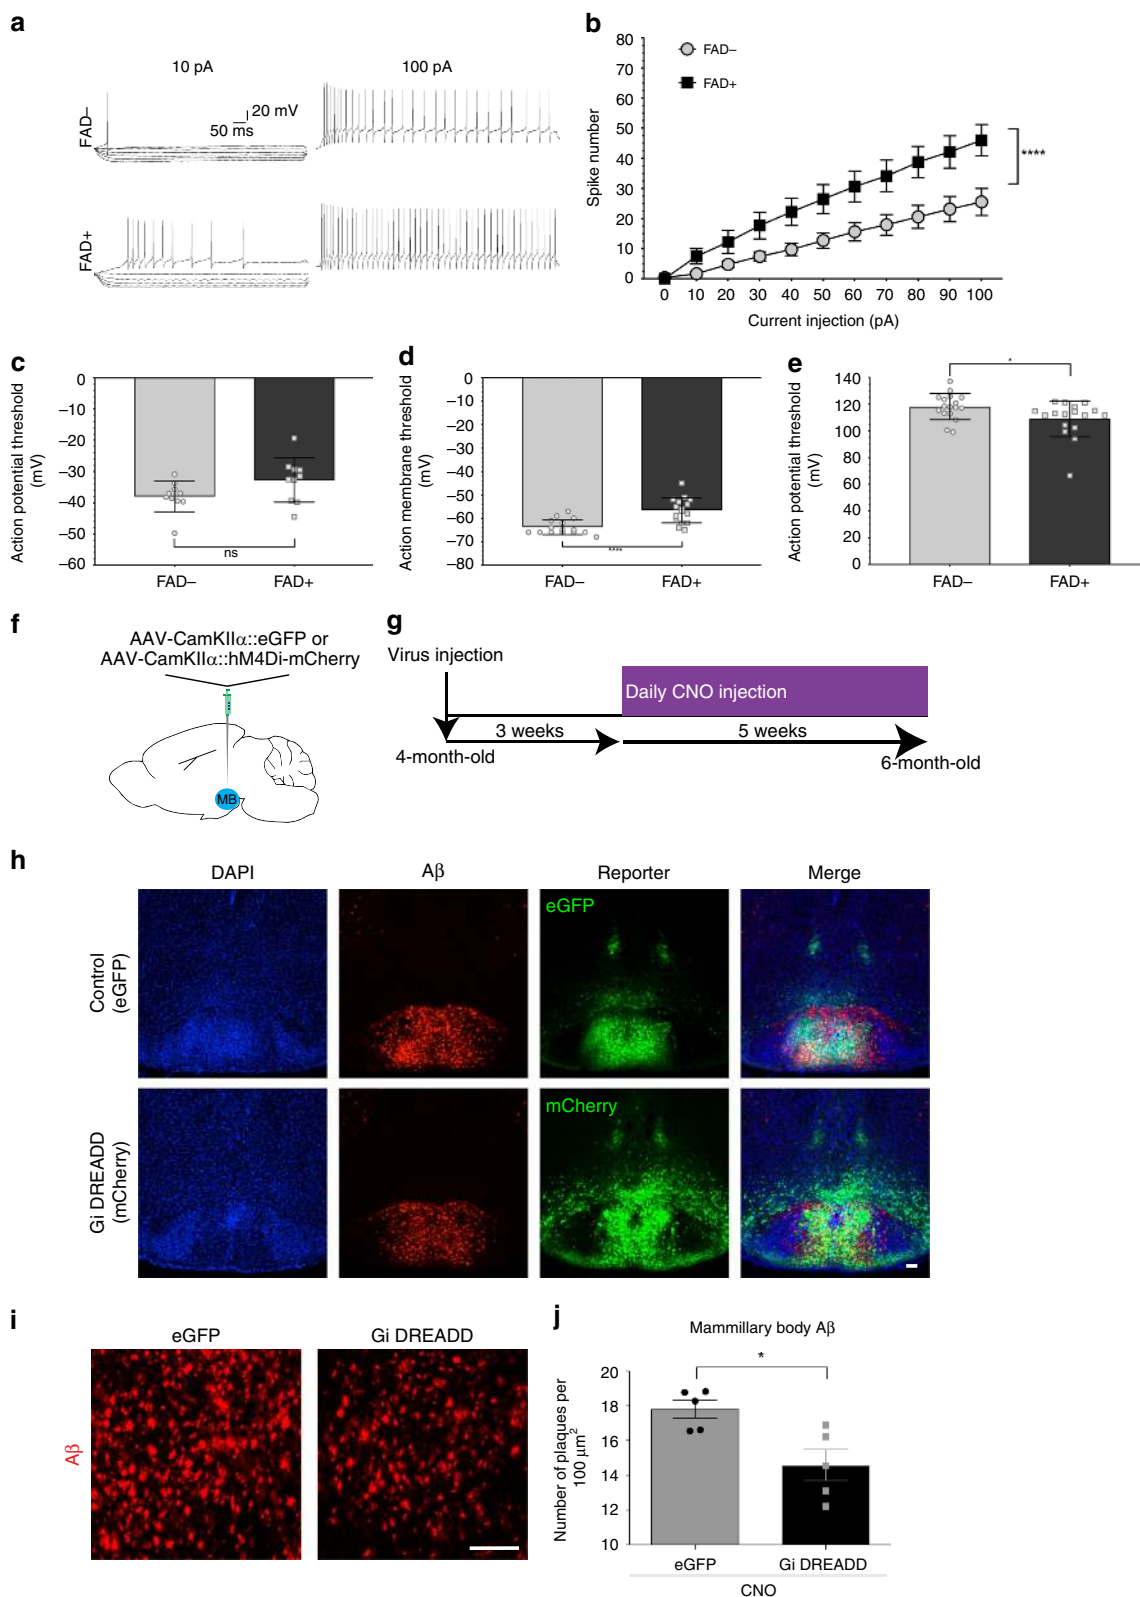 a
10 pA
100 pA
FAD–
20 mV
50 ms
FAD+
b
80
70
60
50
40
30
20
10
0
Spike number
FAD–
FAD+
****
0 10 20 30 40 50 60 70 80 90 100
Current injection (pA)
c
0
–10
–20
–30
–40
–50
–60
Action potential threshold
(mV)
ns
FAD–
FAD+
d
0
–10
–20
–30
–40
–50
–60
–70
–80
Action membrane threshold
(mV)
****
FAD–
FAD+
e
140
120
100
80
60
40
20
0
Action potential threshold
(mV)
*
FAD–
FAD+
f
AAV-CamKIIα::eGFP or
AAV-CamKIIα::hM4Di-mCherry
MB
g
Virus injection
Daily CNO injection
3 weeks
5 weeks
4-month-old
6-month-old
h
DAPI
Aβ
Reporter
Merge
Control
(eGFP)
eGFP
Gi DREADD
(mCherry)
mCherry
i
eGFP
Gi DREADD
Aβ
j
Mammillary body Aβ
*
20
18
16
14
12
10
Number of plaques per
100 μm²
eGFP
Gi DREADD
CNO